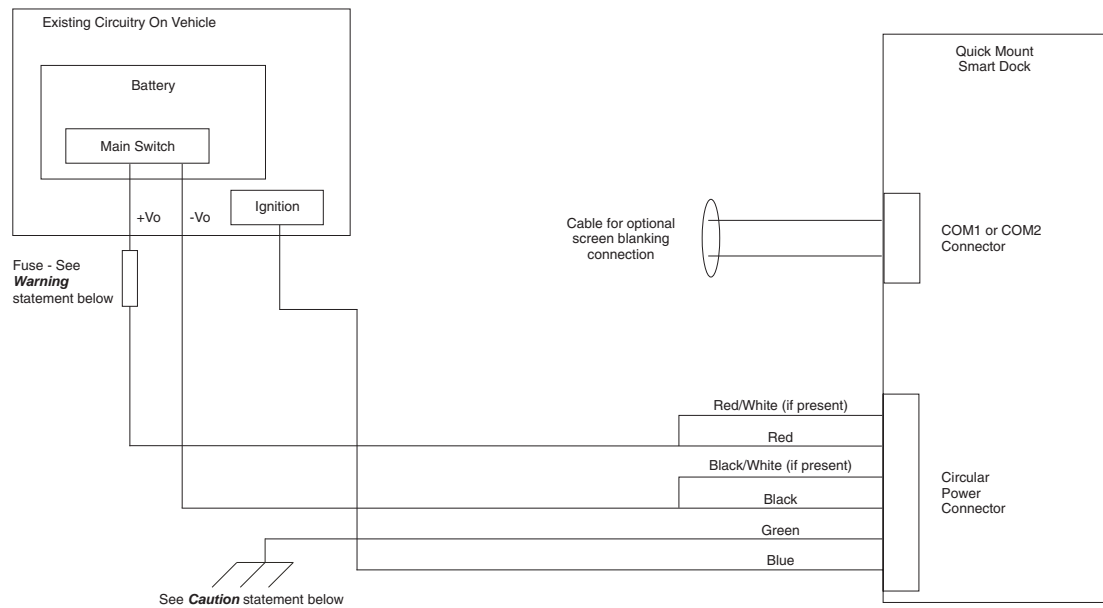 Existing Circuitry On Vehicle
Battery
Main Switch
+Vo
-Vo
Ignition
Fuse - See
Warning
statement below
Quick Mount
Smart Dock
Cable for optional
screen blanking
connection
COM1 or COM2
Connector
Red/White (if present)
Red
Black/White (if present)
Black
Green
Blue
Circular
Power
Connector
See Caution statement below